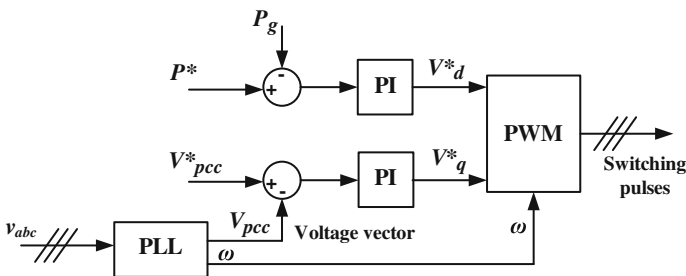 P_g
P*
-
+
PI
V*_d
PWM
Switching
pulses
V*_pcc
+
-
PI
V*_q
V_pcc
Voltage vector
v_abc
PLL
ω
ω